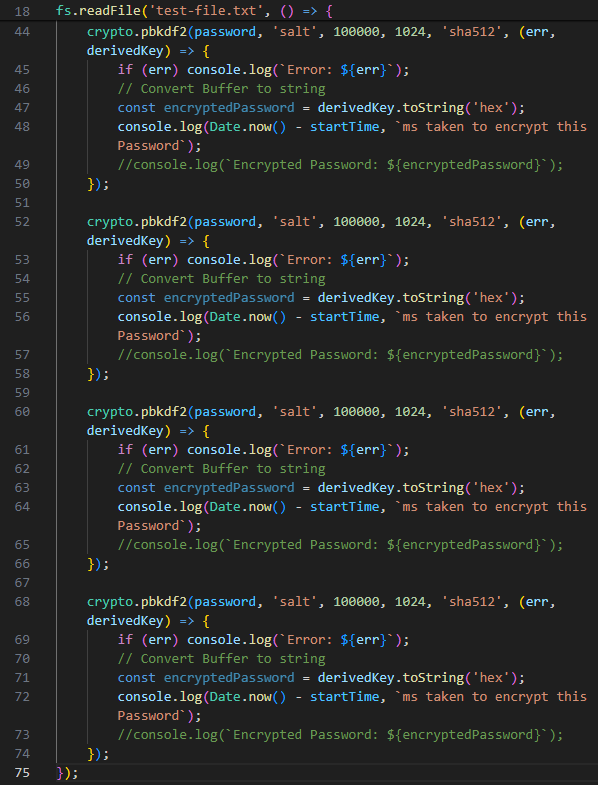 18 fs.readFile('test-file.txt', () => {
44 crypto.pbkdf2(password, 'salt', 100000, 1024, 'sha512', (err,
derivedKey) => {
45 if (err) console.log(`Error: ${err}`);
46 // Convert Buffer to string
47 const encryptedPassword = derivedKey.toString('hex');
48 console.log(Date.now() - startTime, `ms taken to encrypt this
Password`);
49 //console.log(`Encrypted Password: ${encryptedPassword}`);
50 });
51
52 crypto.pbkdf2(password, 'salt', 100000, 1024, 'sha512', (err,
derivedKey) => {
53 if (err) console.log(`Error: ${err}`);
54 // Convert Buffer to string
55 const encryptedPassword = derivedKey.toString('hex');
56 console.log(Date.now() - startTime, `ms taken to encrypt this
Password`);
57 //console.log(`Encrypted Password: ${encryptedPassword}`);
58 });
59
60 crypto.pbkdf2(password, 'salt', 100000, 1024, 'sha512', (err,
derivedKey) => {
61 if (err) console.log(`Error: ${err}`);
62 // Convert Buffer to string
63 const encryptedPassword = derivedKey.toString('hex');
64 console.log(Date.now() - startTime, `ms taken to encrypt this
Password`);
65 //console.log(`Encrypted Password: ${encryptedPassword}`);
66 });
67
68 crypto.pbkdf2(password, 'salt', 100000, 1024, 'sha512', (err,
derivedKey) => {
69 if (err) console.log(`Error: ${err}`);
70 // Convert Buffer to string
71 const encryptedPassword = derivedKey.toString('hex');
72 console.log(Date.now() - startTime, `ms taken to encrypt this
Password`);
73 //console.log(`Encrypted Password: ${encryptedPassword}`);
74 });
75 });